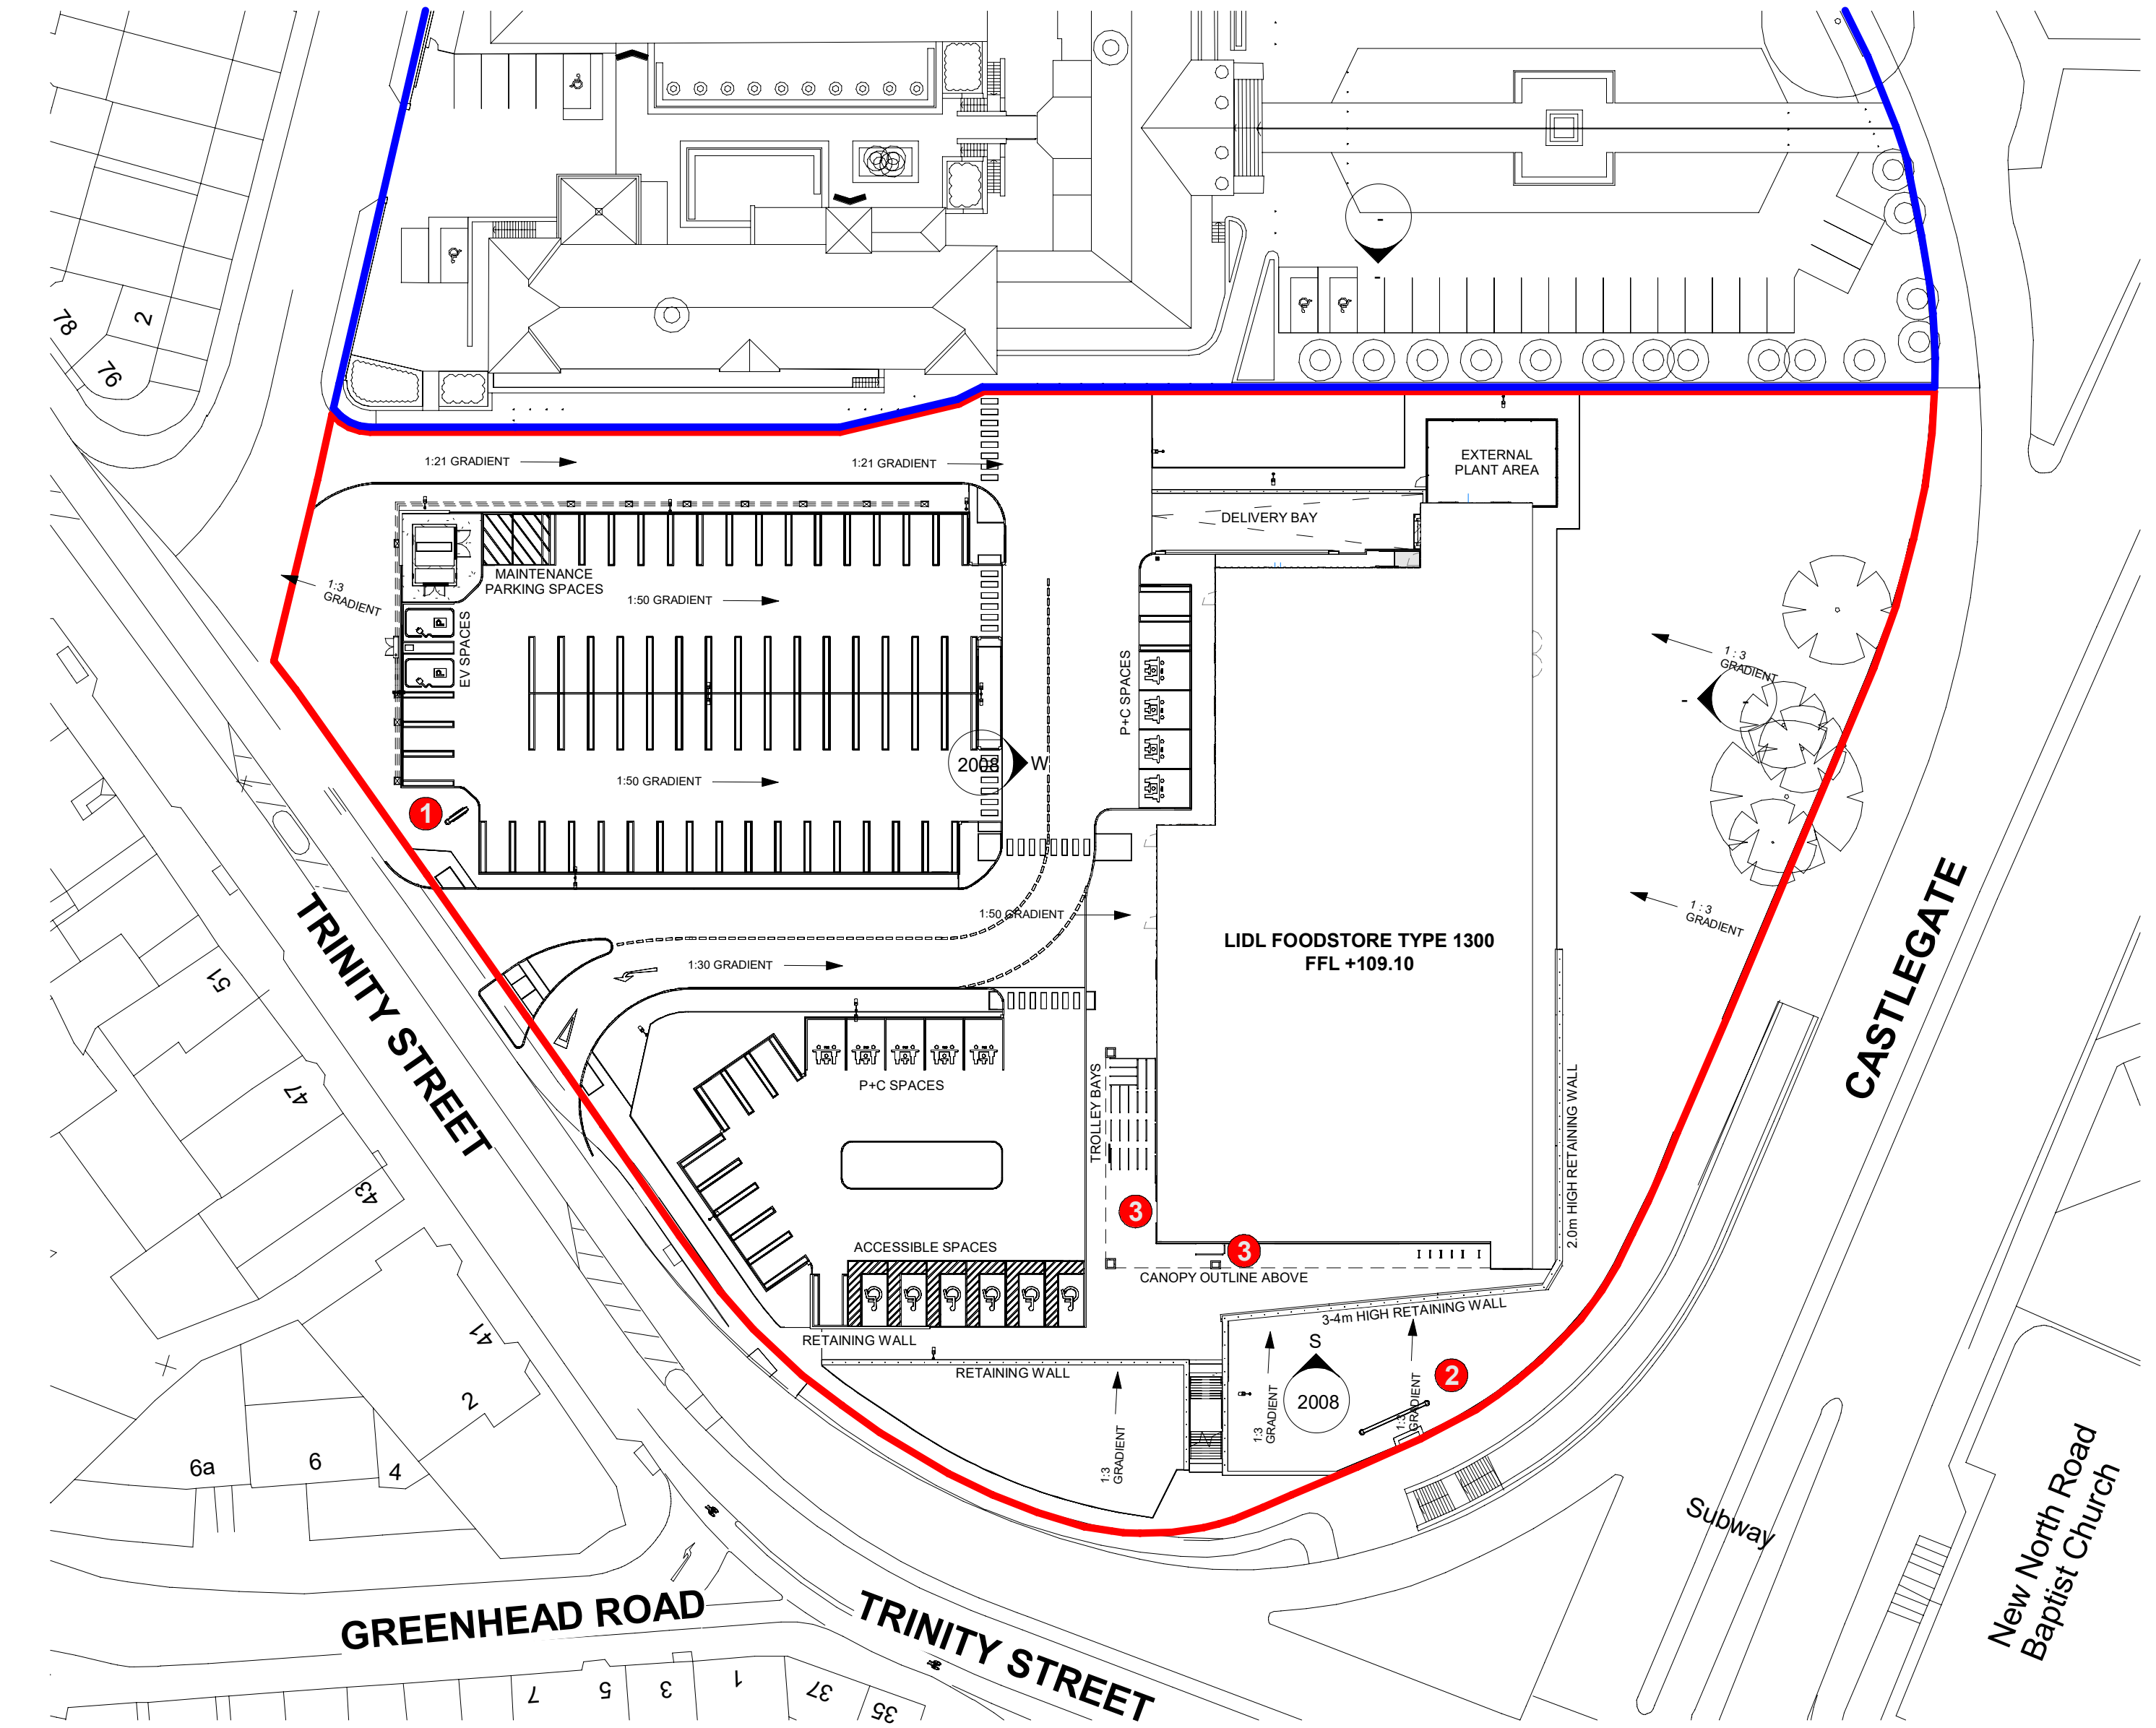 78
2
76
-
-
EXTERNAL
PLANT AREA
1:21 GRADIENT
1:21 GRADIENT
DELIVERY BAY
MAINTENANCE
PARKING SPACES
1:3
GRADIENT
1:50 GRADIENT
EV SPACES
P
P
P+C SPACES
1 : 3
GRADIENT
-
-
2008
W
1:50 GRADIENT
1
1:50 GRADIENT
1 : 3
GRADIENT
LIDL FOODSTORE TYPE 1300
FFL +109.10
1:30 GRADIENT
TRINITY STREET
CASTLEGATE
51
47
43
41
2
6a
6
4
P+C SPACES
TROLLEY BAYS
2.0m HIGH RETAINING WALL
3
3
ACCESSIBLE SPACES
CANOPY OUTLINE ABOVE
3-4m HIGH RETAINING WALL
RETAINING WALL
RETAINING WALL
S
2008
2
1:3
GRADIENT
1:3
GRADIENT
1:3
GRADIENT
Subway
New North Road
Baptist Church
GREENHEAD ROAD
TRINITY STREET
7
5
3
1
37
35